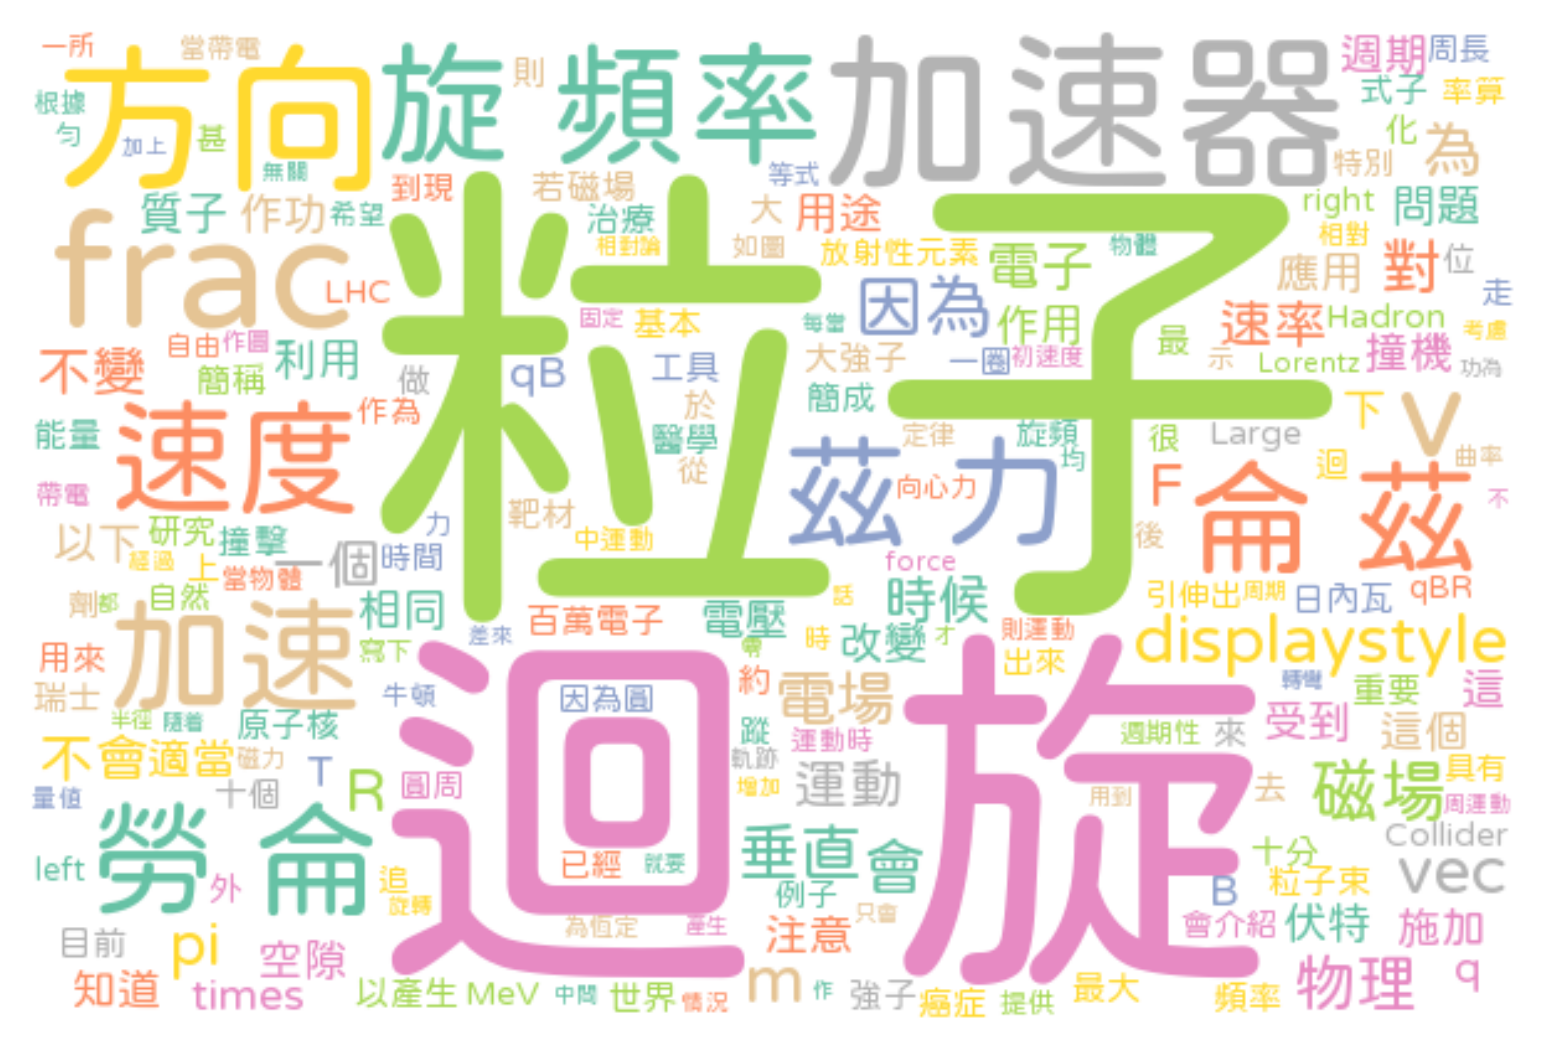 一所
當帶電
方向
旋
頻率
則
加速器
週期
周長
根據
式子
率算
勻
加上
甚
化
為
無關
等式
特別
到現
若磁場
質子
作功
希望
治療
大
用途
right
問題
frac
相對論
如圖
放射性元素
電子
物體
相對
對
位
LHC
粒子
因為
應用
走
固定
基本
每當
作用
速率
Hadron
考慮
自由
作圓
不變
利用
簡稱
做
qB
工具
大強子
一圈
初速度
最
示
Lorentz
撞機
功為
作為
於
簡成
下
V
能量
速度
醫學
茲力
定律
旋頻
很
Large
從
均
迴
曲率
帶電
向心力
F
侖茲
不
靶材
力
以下
研究
撞擊
一個
時間
中運動
後
經過
上
當物體
force
劑
都
自然
相同
百萬電子
電壓
話
時候
引伸出
周期
日內瓦
qBR
加速
差來
時
改變
才
則運動
displaystyle
用來
寫下
零
出來
瑞士
牛頓
迴旋
因為圓
約
電場
轉彎
重要
這
半徑
隨着
原子核
蹤
運動時
週期性
來
受到
這個
不會
適當
磁力
T
R
圓周
軌跡
增加
運動
用到
去
磁場
具有
量值
十個
周運動
勞侖
Collider
left
外
追
旋轉
已經
就要
垂直
會
例子
十分
B
粒子束
vec
目前
pi
空隙
為恆定
產生
注意
只會
會介紹
伏特
施加
知道
times
以產生
MeV
中間
世界
情況
m
作
強子
癌症
提供
最大
頻率
物理
q